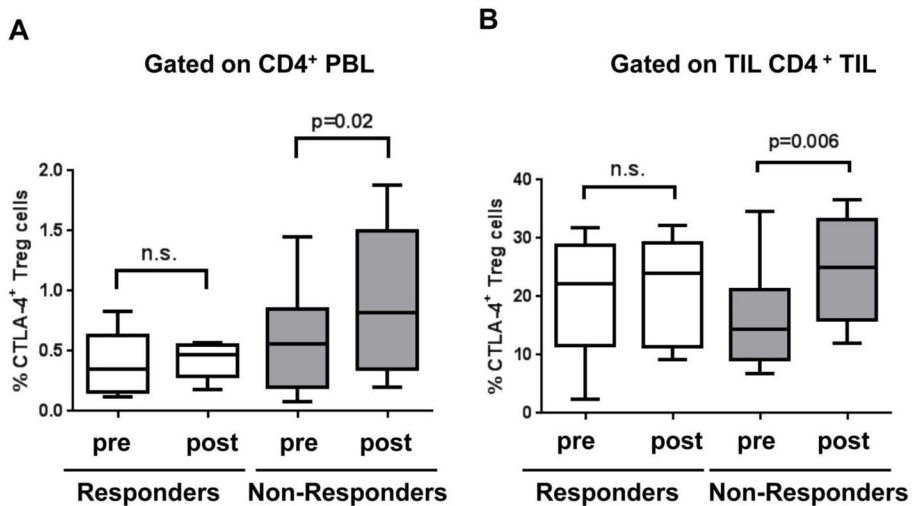 A
Gated on CD4⁺ PBL
p=0.02
n.s.
% CTLA-4⁺ Treg cells
2.0
1.5
1.0
0.5
0.0
pre post pre post
Responders Non-Responders
B
Gated on TIL CD4⁺ TIL
p=0.006
n.s.
% CTLA-4⁺ Treg cells
40
30
20
10
0
pre post pre post
Responders Non-Responders